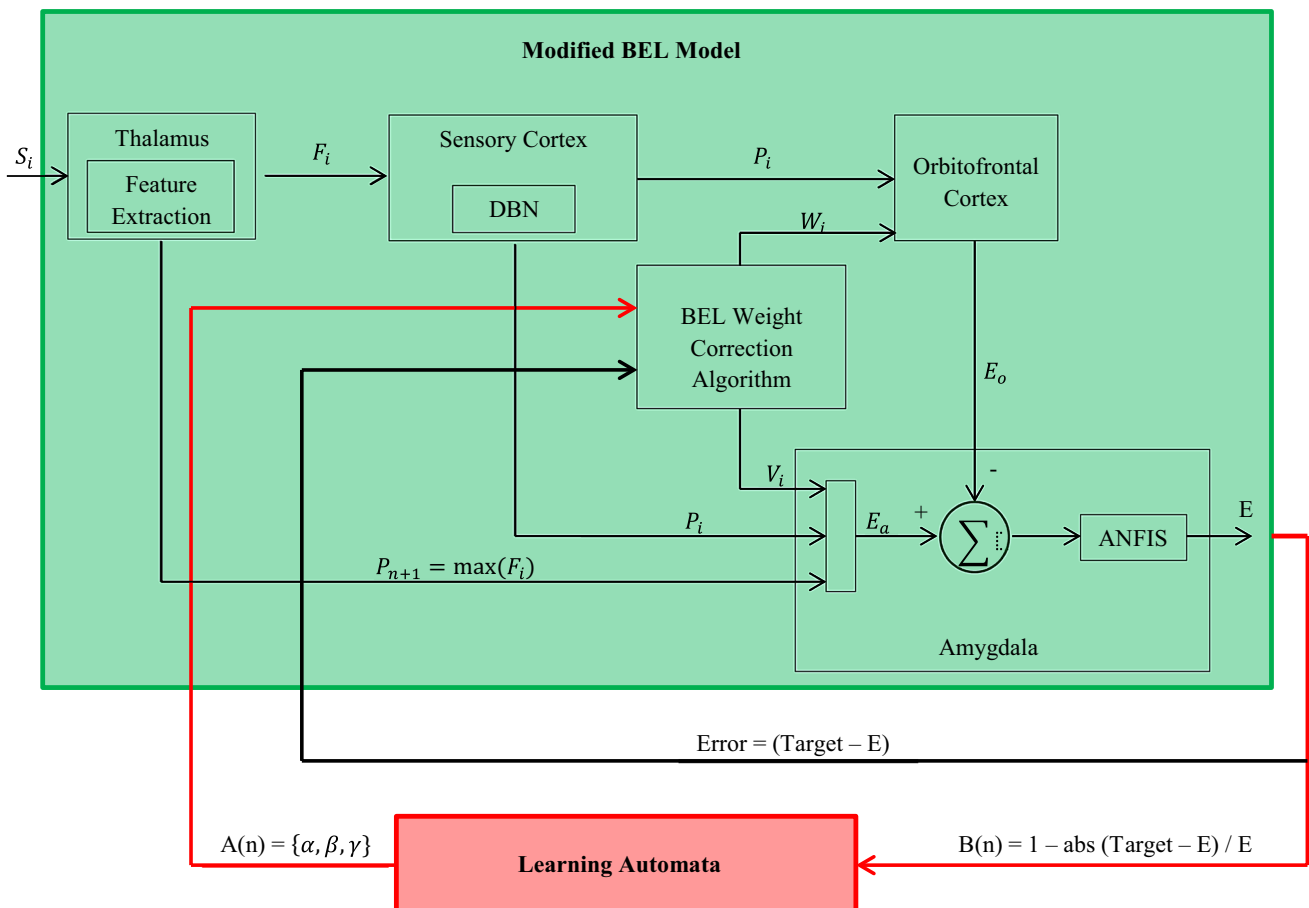 Modified BEL Model
Thalamus
Feature
Extraction
Sensory Cortex
DBN
Orbitofrontal
Cortex
S_i
F_i
P_i
W_i
BEL Weight
Correction
Algorithm
E_o
V_i
-
P_i
E_a
+
∑
ANFIS
E
P_{n+1} = max(F_i)
Amygdala
Error = (Target – E)
A(n) = {α, β, γ}
Learning Automata
B(n) = 1 – abs (Target – E) / E